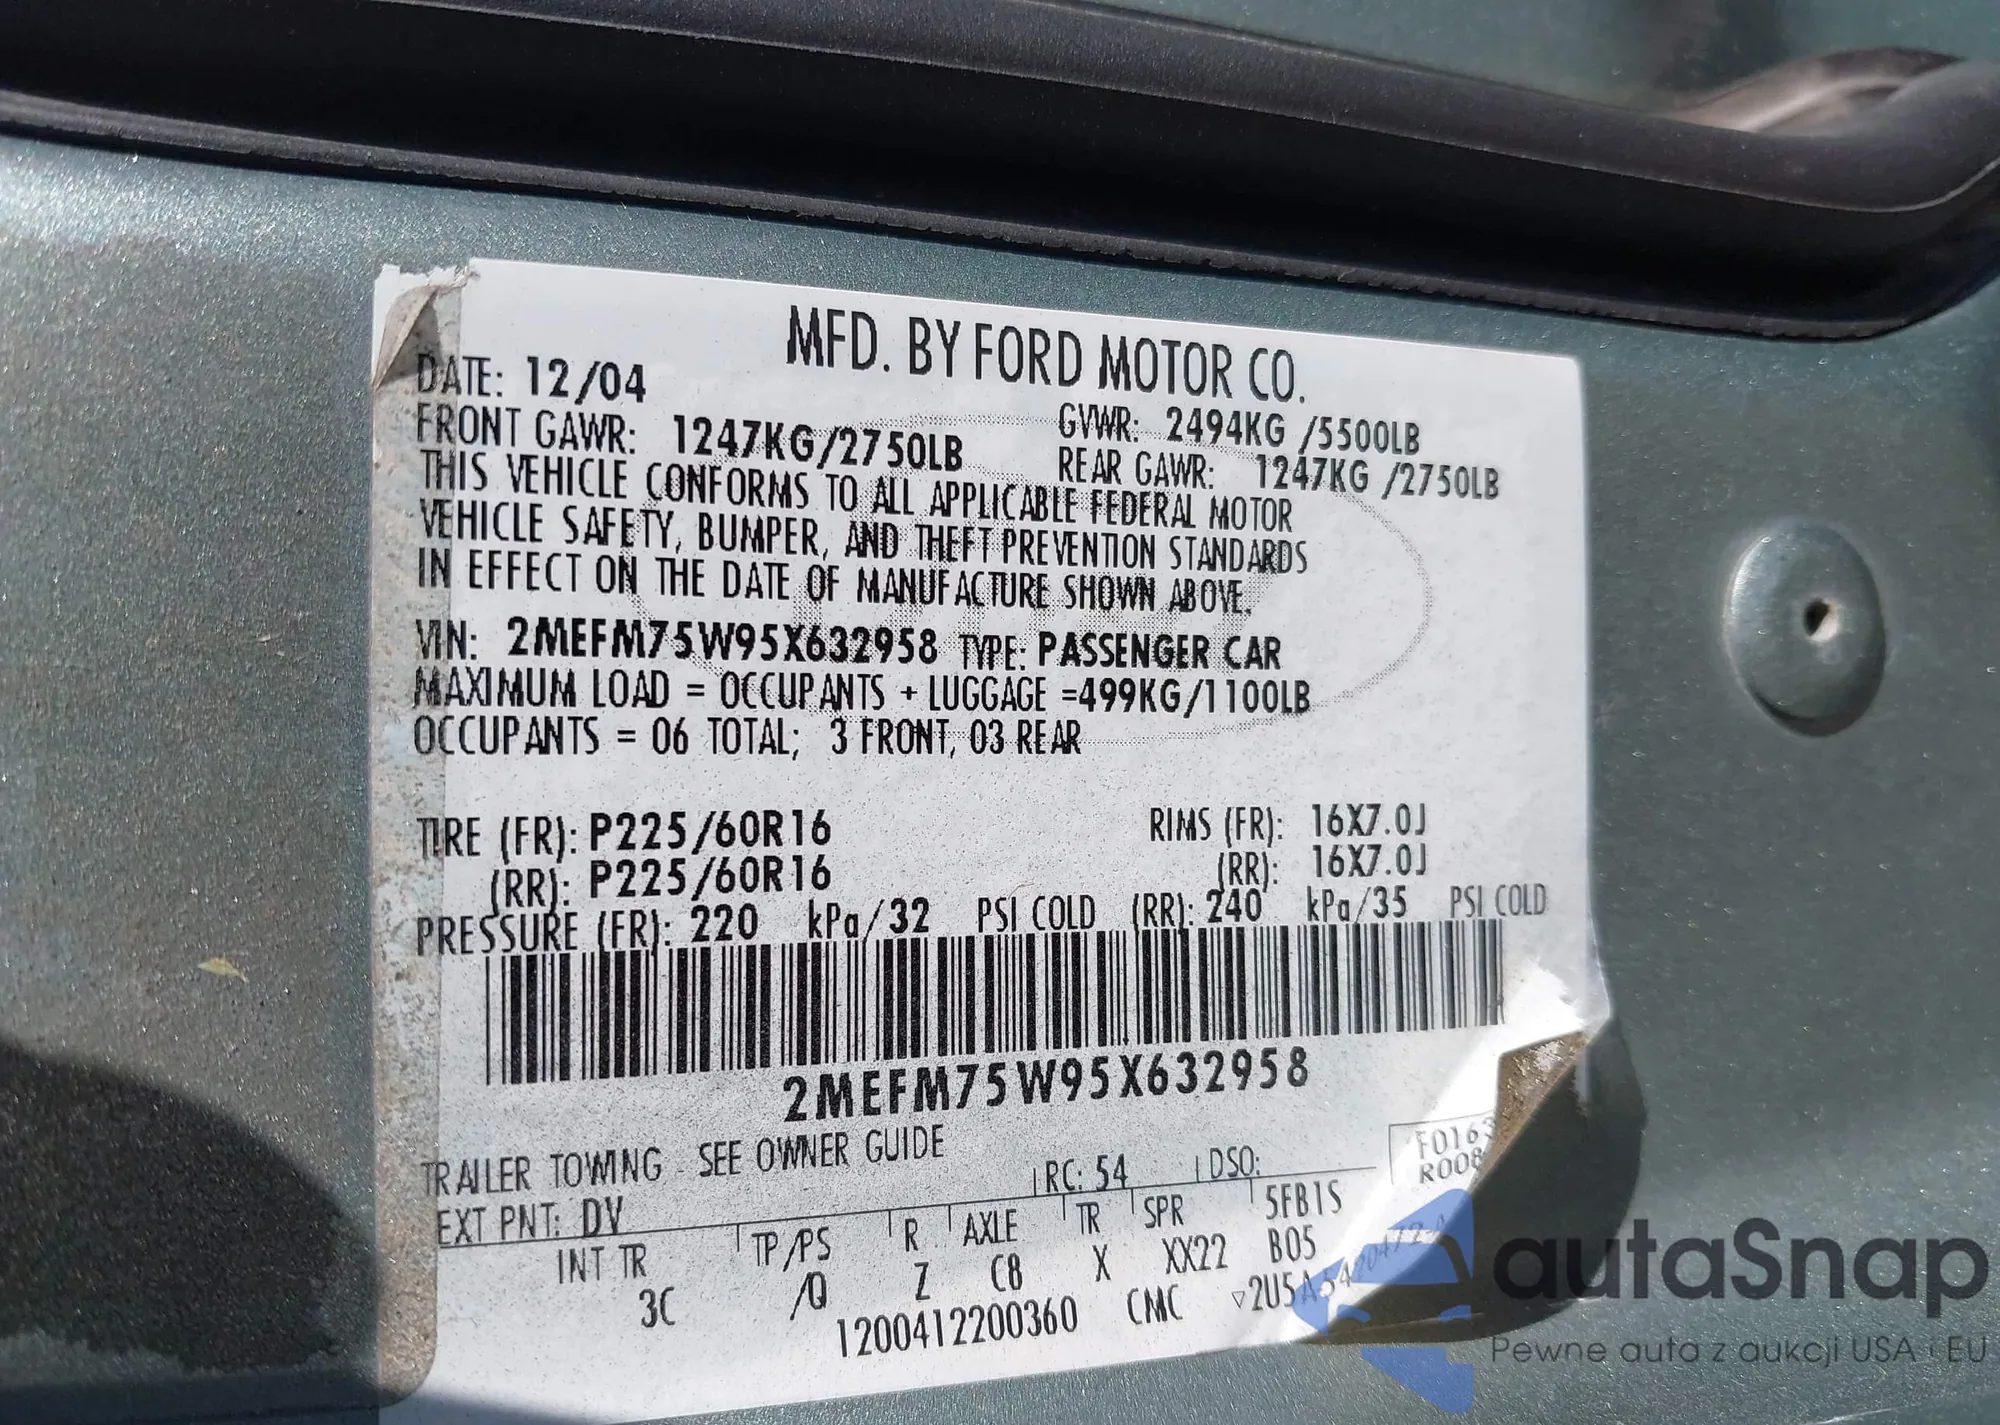 MFD. BY FORD MOTOR CO.
DATE: 12/04
GVWR: 2494KG /5500LB
FRONT GAWR: 1247KG/2750LB
REAR GAWR: 1247KG /2750LB
THIS VEHICLE CONFORMS TO ALL APPLICABLE FEDERAL MOTOR
VEHICLE SAFETY, BUMPER, AND THEFT PREVENTION STANDARDS
IN EFFECT ON THE DATE OF MANUFACTURE SHOWN ABOVE.
VIN: 2MEFM75W95X632958 TYPE: PASSENGER CAR
MAXIMUM LOAD = OCCUPANTS + LUGGAGE =499KG/1100LB
OCCUPANTS = 06 TOTAL; 3 FRONT, 03 REAR
TIRE (FR): P225/60R16 RIMS (FR): 16X7.0J
(RR): P225/60R16 (RR): 16X7.0J
PRESSURE (FR): 220 kPa/32 PSI COLD (RR): 240 kPa/35 PSI COLD
2MEFM75W95X632958
TRAILER TOWING - SEE OWNER GUIDE
F0163
R008
EXT PNT: DV RC: 54 DSO:
INT TR TP/PS R AXLE TR SPR 5FB1S
3C /Q Z C8 X XX22 B05
1200412200360 CMC ▽2U5A
autaSnap
Pewne auta z aukcji USA i EU